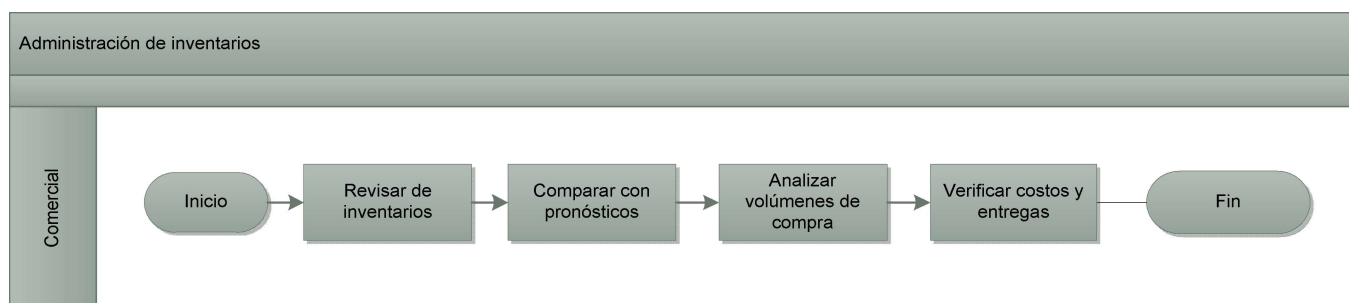 Administración de inventarios
Comercial
Inicio
Revisar de
inventarios
Comparar con
pronósticos
Analizar
volúmenes de
compra
Verificar costos y
entregas
Fin